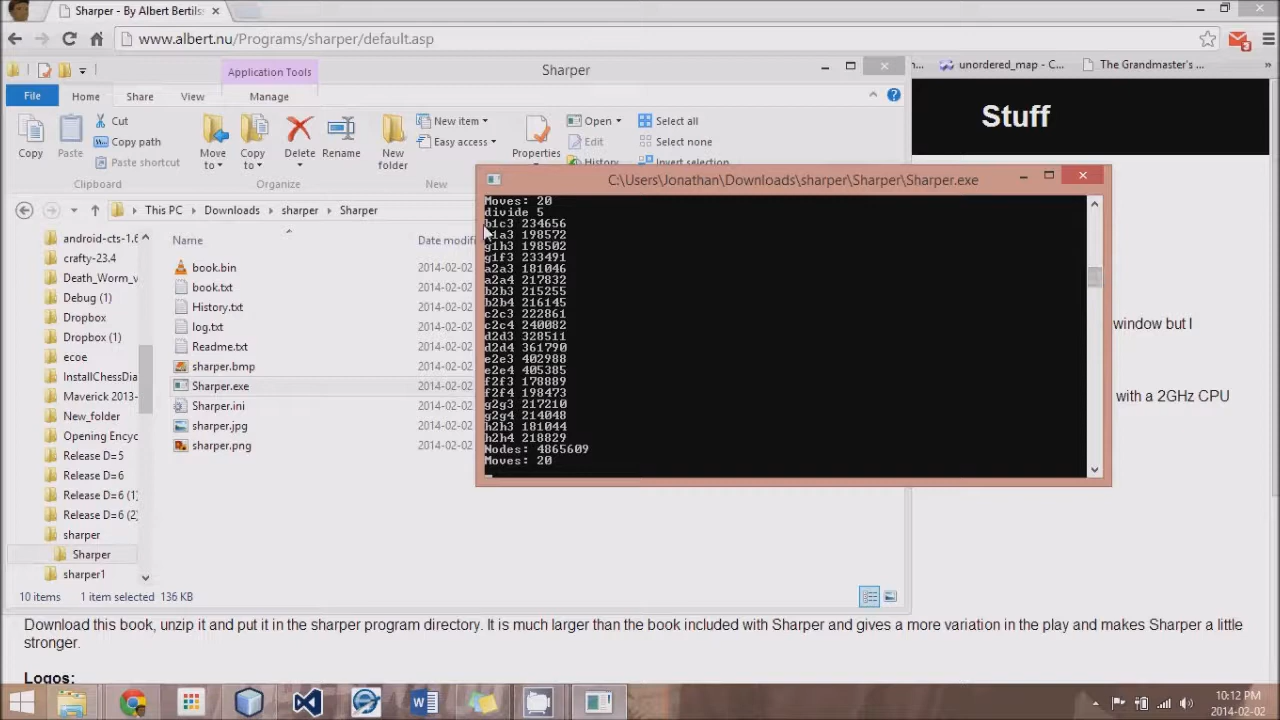 Sharper - By Albert Bertils
www.albert.nu/Programs/sharper/default.asp
Application Tools
Sharper
unordered_map - C...
The Grandmaster's ...
»
File
Home
Share
View
Manage
Stuff
Copy
Paste
Cut
Copy path
Paste shortcut
Move to
Copy to
Delete
Rename
New folder
New item
Easy access
Properties
Open
Edit
History
Select all
Select none
Invert selection
Clipboard
Organize
New
C:\Users\Jonathan\Downloads\sharper\Sharper\Sharper.exe
This PC
Downloads
sharper
Sharper
Name
Date modifi
android-cts-1.6
crafty-23.4
Death_Worm_v
Debug (1)
Dropbox
Dropbox (1)
ecoe
InstallChessDia
Maverick 2013-
New_folder
Opening Encyc
Release D=5
Release D=6
Release D=6 (1)
Release D=6 (2)
sharper
Sharper
sharper1
book.bin 2014-02-02
book.txt 2014-02-02
History.txt 2014-02-02
log.txt 2014-02-02
Readme.txt 2014-02-02
sharper.bmp 2014-02-02
Sharper.exe 2014-02-02
Sharper.ini 2014-02-02
sharper.jpg 2014-02-02
sharper.png 2014-02-02
Moves: 20
divide 5
b1c3 234656
1a3 198572
g1h3 198502
g1f3 233491
a2a3 181046
a2a4 217832
b2b3 215255
b2b4 216145
c2c3 222861
c2c4 240082
d2d3 328511
d2d4 361790
e2e3 402988
e2e4 405385
f2f3 178889
f2f4 198473
g2g3 217210
g2g4 214048
h2h3 181044
h2h4 218829
Nodes: 4865609
Moves: 20
window but I
with a 2GHz CPU
10 items 1 item selected 136 KB
Download this book, unzip it and put it in the sharper program directory. It is much larger than the book included with Sharper and gives a more variation in the play and makes Sharper a little
stronger.
Logos:
10:12 PM
2014-02-02